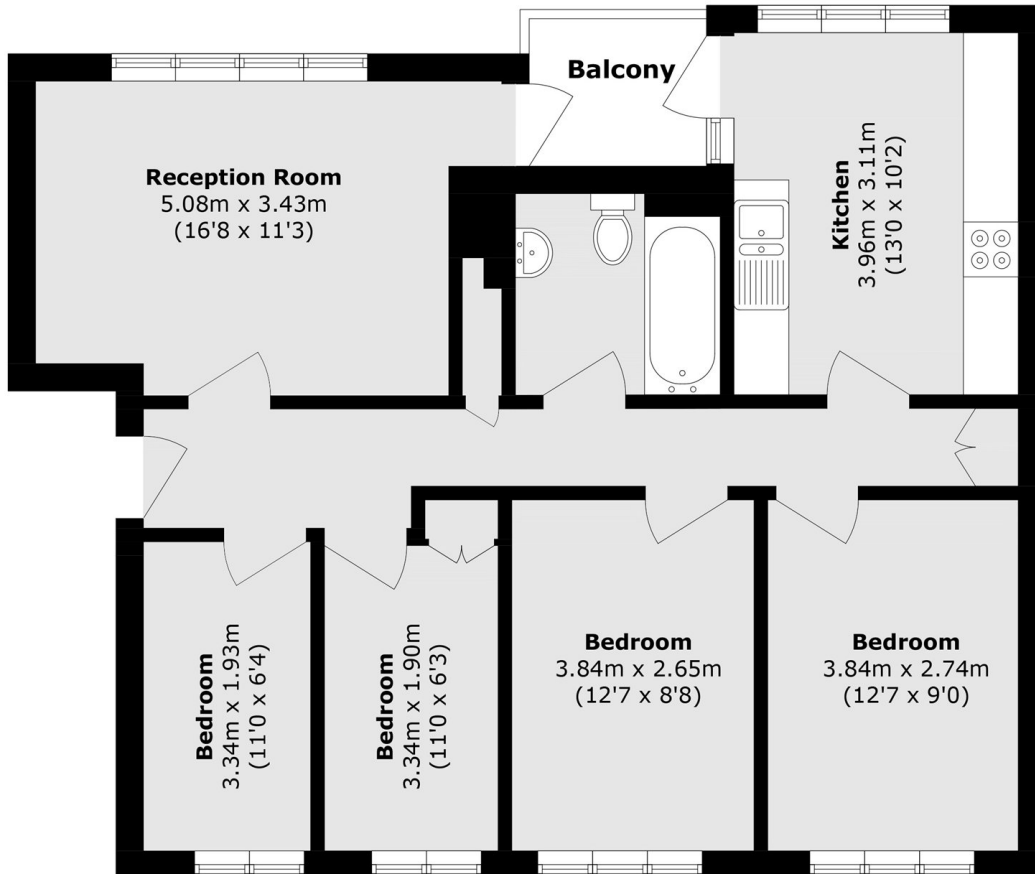 Balcony
Reception Room
5.08m x 3.43m
(16'8 x 11'3)
Kitchen
3.96m x 3.11m
(13'0 x 10'2)
Bedroom
3.34m x 1.93m
(11'0 x 6'4)
Bedroom
3.34m x 1.90m
(11'0 x 6'3)
Bedroom
3.84m x 2.65m
(12'7 x 8'8)
Bedroom
3.84m x 2.74m
(12'7 x 9'0)